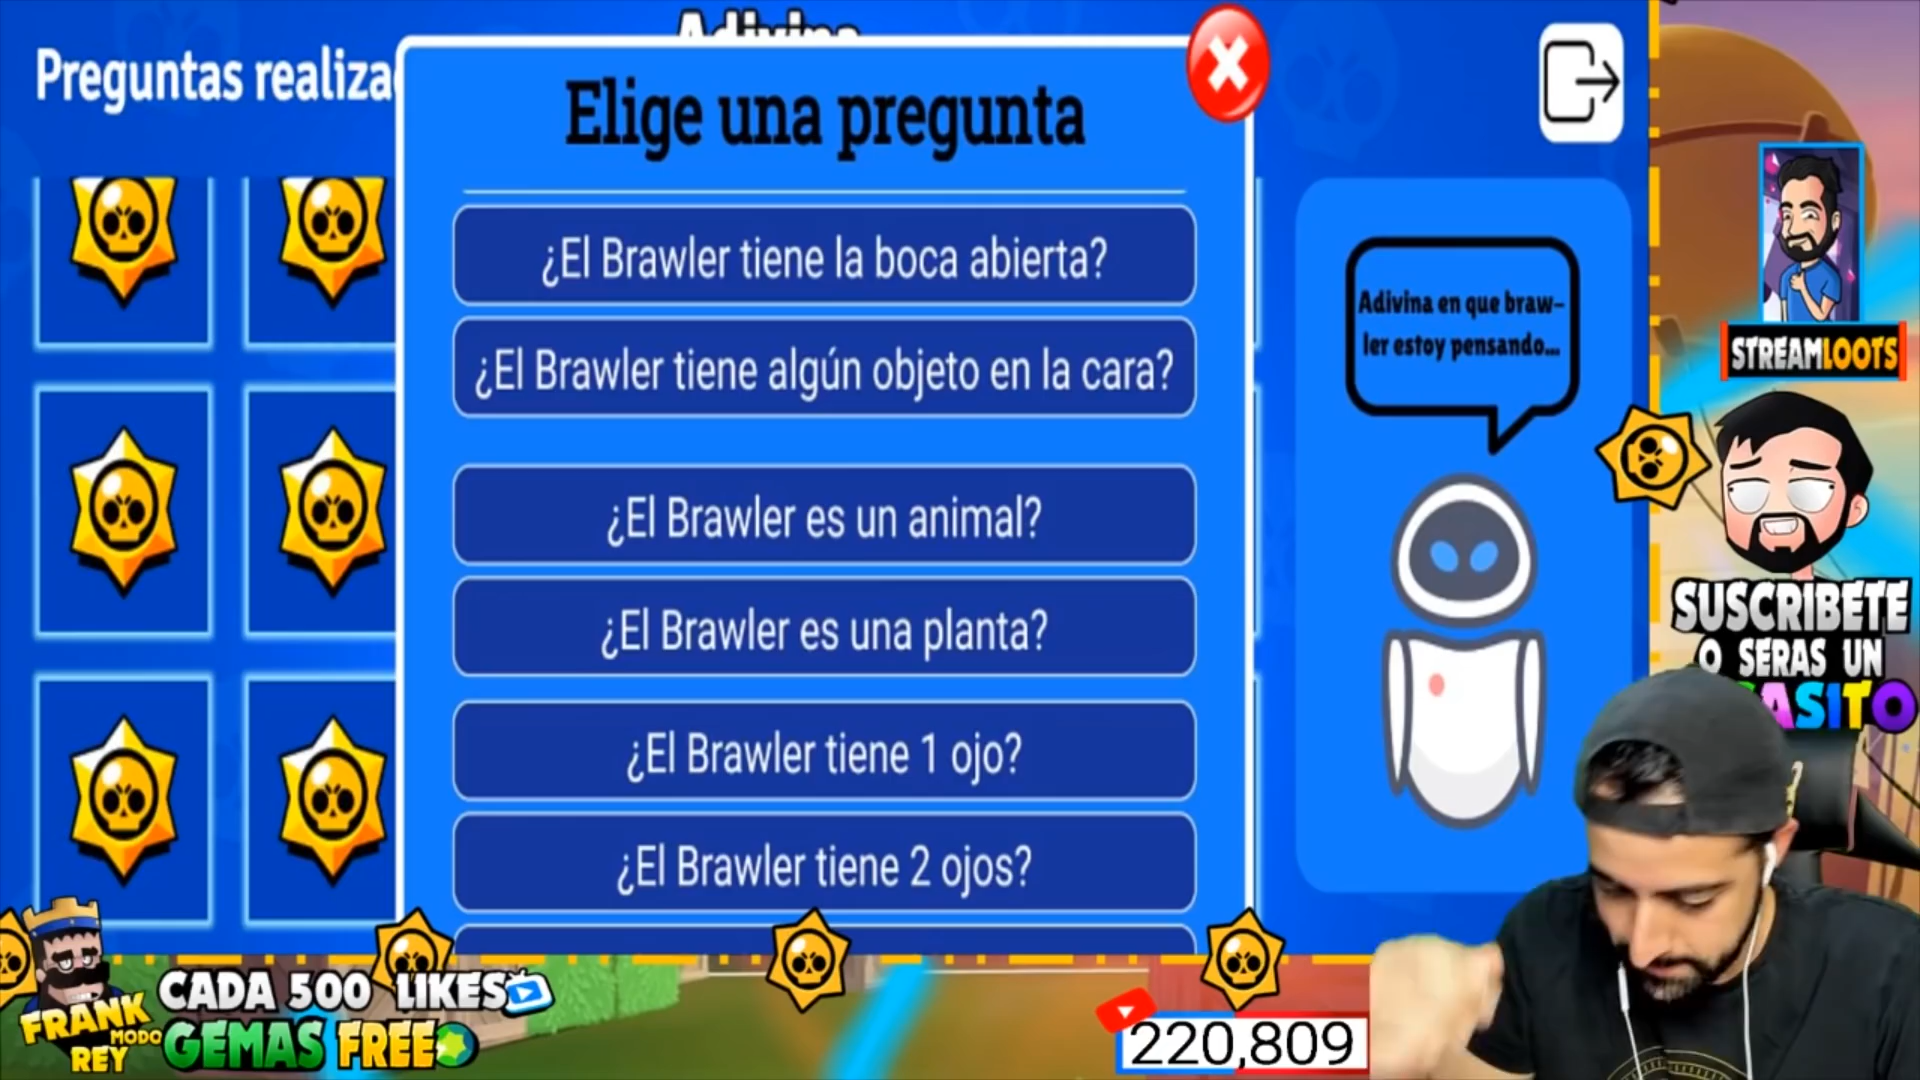 Adivina
Preguntas realiza
Elige una pregunta
¿El Brawler tiene la boca abierta?
¿El Brawler tiene algún objeto en la cara?
¿El Brawler es un animal?
¿El Brawler es una planta?
¿El Brawler tiene 1 ojo?
¿El Brawler tiene 2 ojos?
Adivina en que braw-
ler estoy pensando...
STREAMLOOTS
SUSCRIBETE
O SERAS UN
ASITO
FRANK
MODO
REY
CADA 500 LIKES
GEMAS FREE
220,809